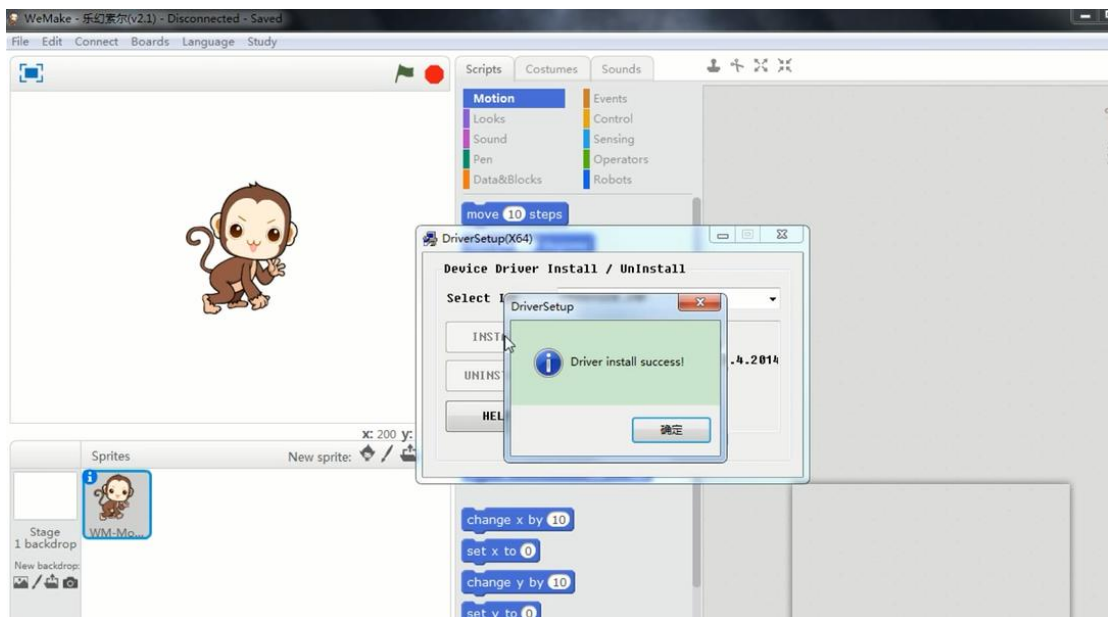 WeMake - 乐幻索尔(v2.1) - Disconnected - Saved
File Edit Connect Boards Language Study
Scripts Costumes Sounds
Motion Events
Looks Control
Sound Sensing
Pen Operators
Data&Blocks Robots
move 10 steps
DriverSetup(X64)
Device Driver Install / UnInstall
Select
DriverSetup
Driver install success!
.4.2014
确定
x: 200 y:
Sprites New sprite:
WM-Mo...
Stage
1 backdrop
New backdrop:
change x by 10
set x to 0
change y by 10
set y to 0